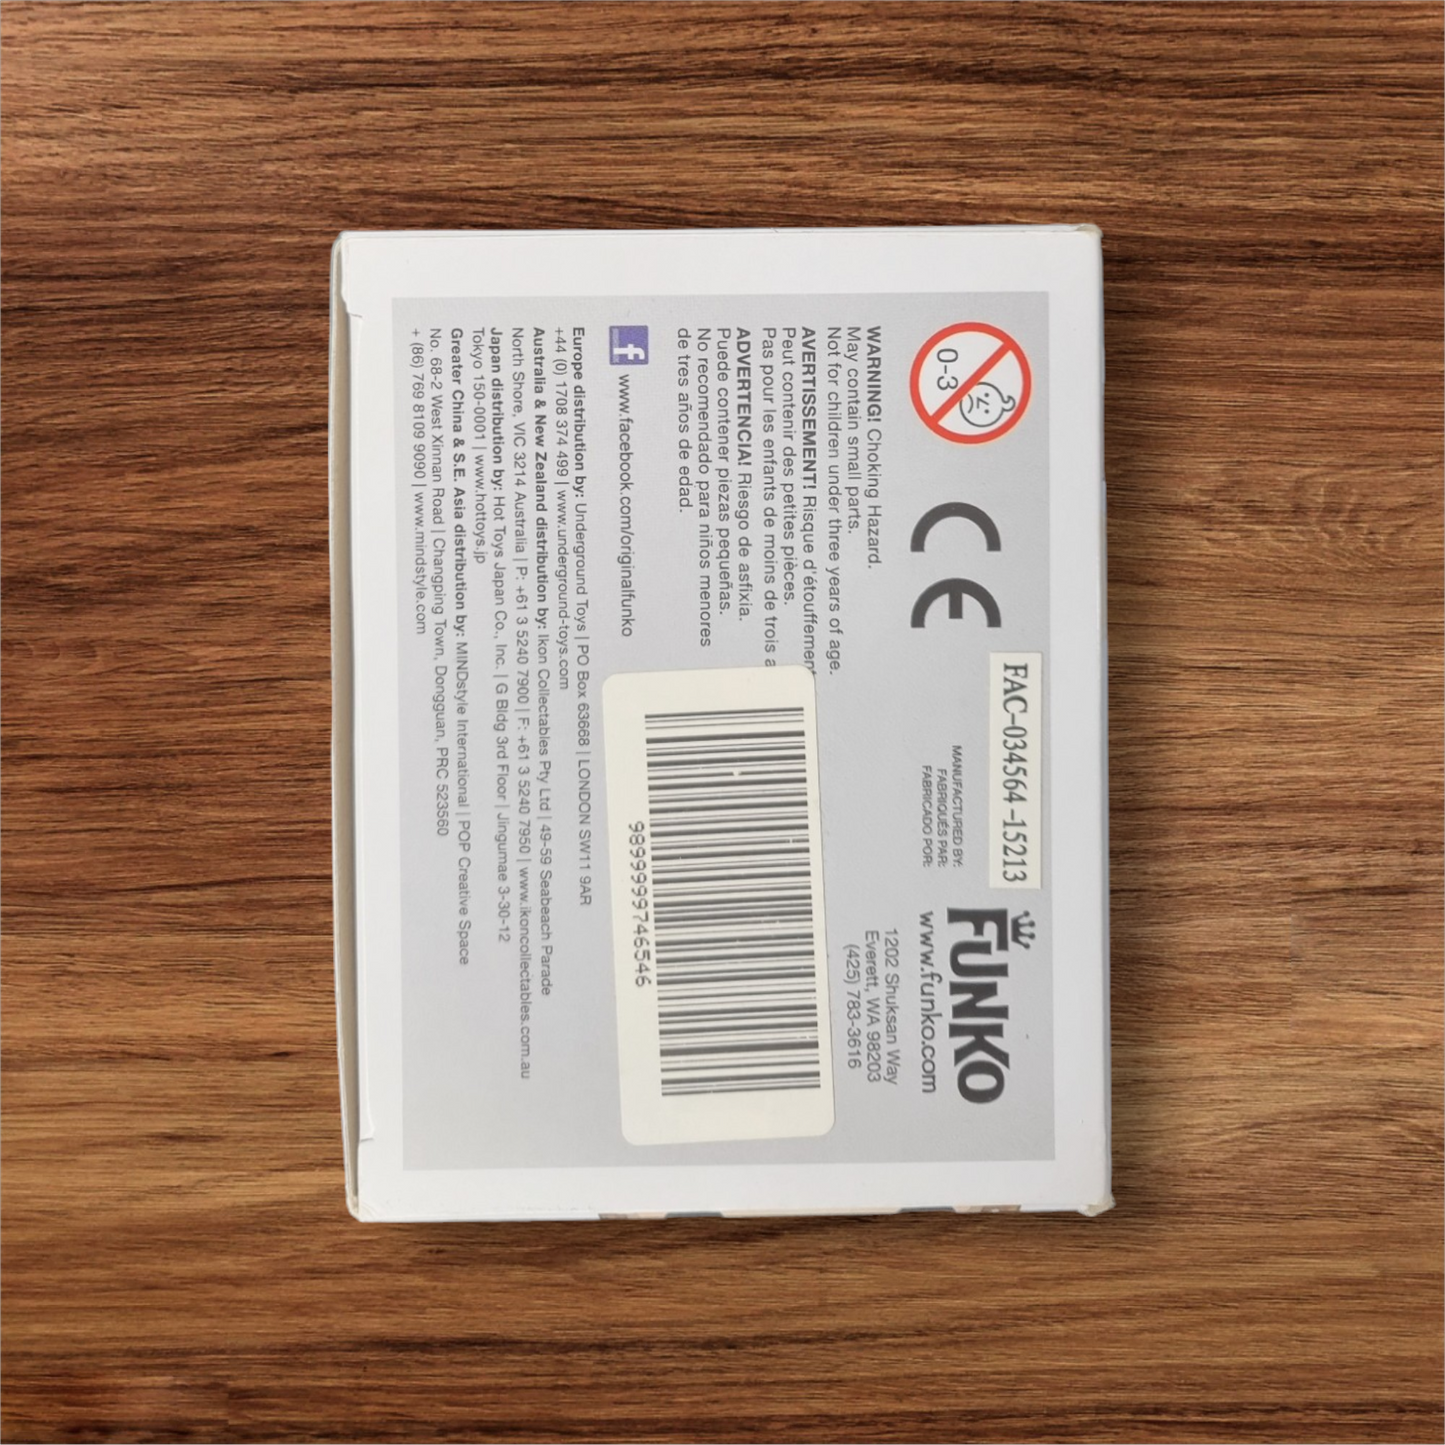 0-3
CE
FAC-034564-15213
MANUFACTURED BY:
FABRIQUÉS PAR:
FABRICADO POR:
FUNKO
www.funko.com
1202 Shuksan Way
Everett, WA 98203
(425) 783-3616
WARNING! Choking Hazard.
May contain small parts.
Not for children under three years of age.
AVERTISSEMENT! Risque d'étouffement
Peut contenir des petites pièces.
Pas pour les enfants de moins de trois a
ADVERTENCIA! Riesgo de asfixia.
Puede contener piezas pequeñas.
No recomendado para niños menores
de tres años de edad.
f www.facebook.com/originalfunko
9899999746546
Europe distribution by: Underground Toys | PO Box 63668 | LONDON SW11 9AR
+44 (0) 1708 374 499 | www.underground-toys.com
Australia & New Zealand distribution by: Ikon Collectables Pty Ltd | 49-59 Seabeach Parade
North Shore, VIC 3214 Australia | P: +61 3 5240 7900 | F: +61 3 5240 7950 | www.ikoncollectables.com.au
Japan distribution by: Hot Toys Japan Co., Inc. | G Bldg 3rd Floor | Jingumae 3-30-12
Tokyo 150-0001 | www.hottoys.jp
Greater China & S.E. Asia distribution by: MINDstyle International | POP Creative Space
No. 68-2 West Xinnan Road | Changping Town, Dongguan, PRC 523560
+ (86) 769 8109 9090 | www.mindstyle.com